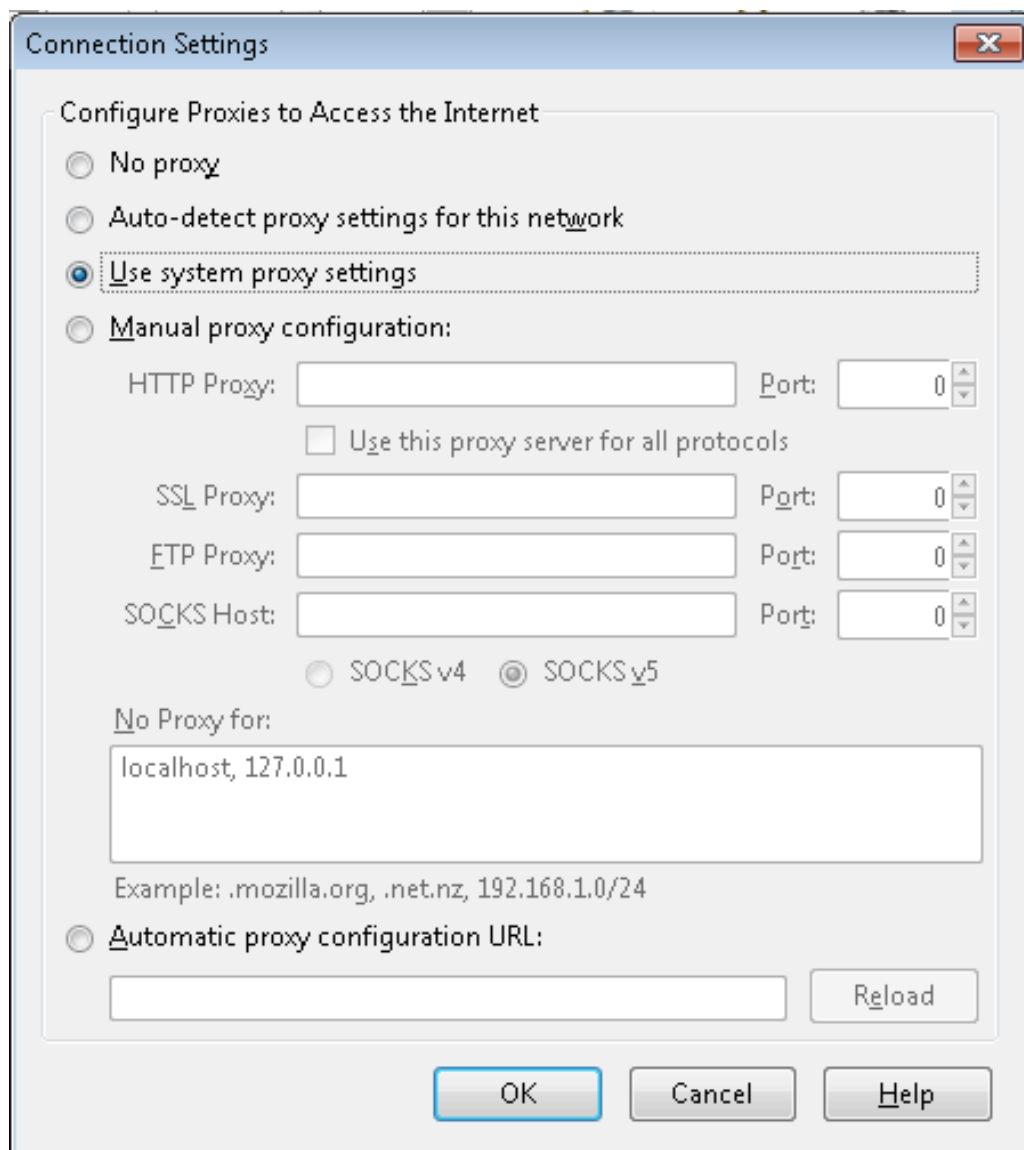 Connection Settings
Configure Proxies to Access the Internet
No proxy
Auto-detect proxy settings for this network
Use system proxy settings
Manual proxy configuration:
HTTP Proxy: Port: 0
Use this proxy server for all protocols
SSL Proxy: Port: 0
FTP Proxy: Port: 0
SOCKS Host: Port: 0
SOCKS v4 SOCKS v5
No Proxy for:
localhost, 127.0.0.1
Example: .mozilla.org, .net.nz, 192.168.1.0/24
Automatic proxy configuration URL:
Reload
OK Cancel Help